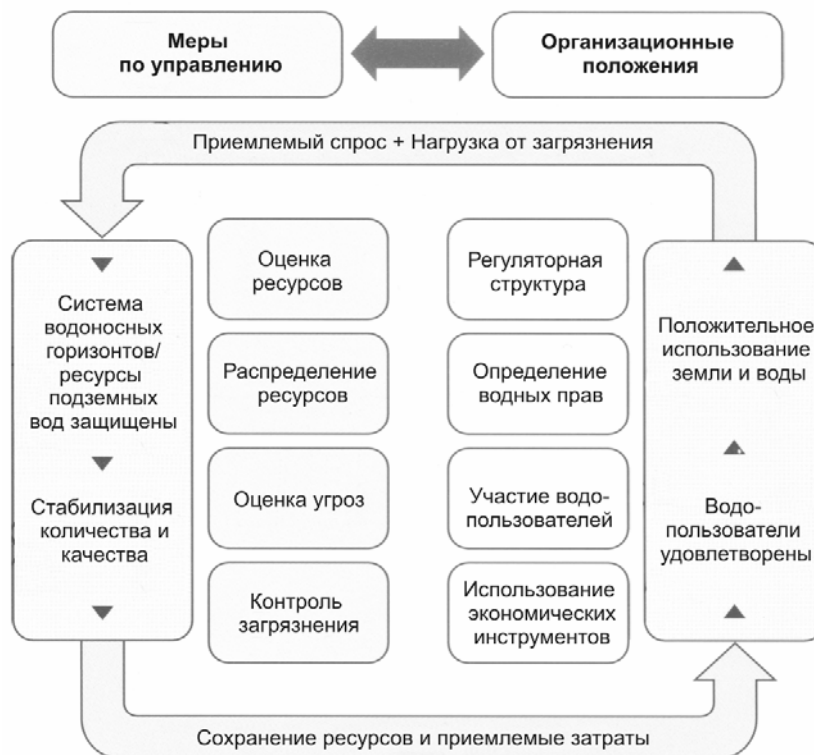 Меры
по управлению
Организационные
положения
Приемлемый спрос + Нагрузка от загрязнения
Система
водоносных
горизонтов/
ресурсы
подземных
вод защищены
Стабилизация
количества и
качества
Оценка
ресурсов
Распределение
ресурсов
Оценка угроз
Контроль
загрязнения
Регуляторная
структура
Определение
водных прав
Участие водо-
пользователей
Использование
экономических
инструментов
Положительное
использование
земли и воды
Водо-
пользователи
удовлетворены
Сохранение ресурсов и приемлемые затраты